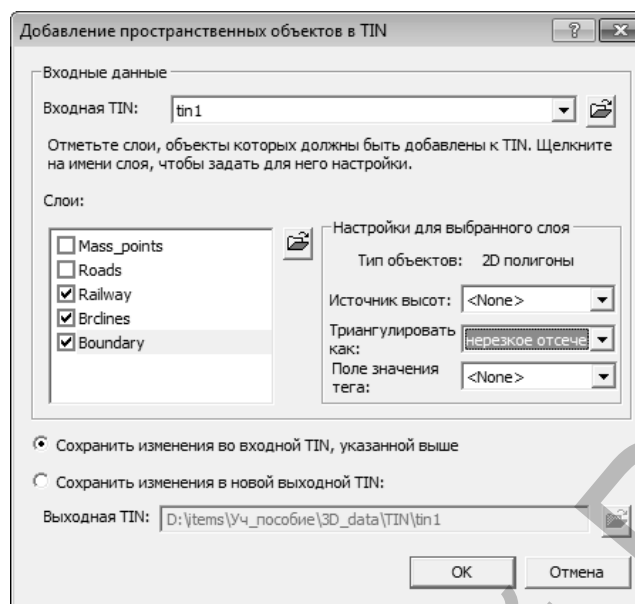 Добавление пространственных объектов в TIN
Входные данные
Входная TIN: tin1
Отметьте слои, объекты которых должны быть добавлены к TIN. Щелкните
на имени слоя, чтобы задать для него настройки.
Слои:
Mass_points
Roads
Railway
Brclines
Boundary
Настройки для выбранного слоя
Тип объектов: 2D полигоны
Источник высот: <None>
Триангулировать
как: нерезкое отсече
Поле значения
тега: <None>
Сохранить изменения во входной TIN, указанной выше
Сохранить изменения в новой выходной TIN:
Выходная TIN: D:\items\Уч_пособие\3D_data\TIN\tin1
OK
Отмена